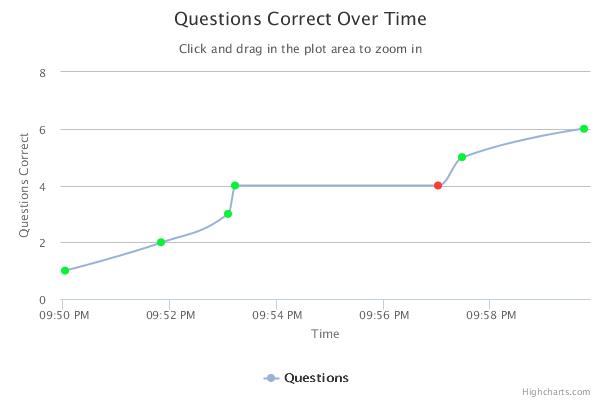 Questions Correct Over Time
Click and drag in the plot area to zoom in
8
6
4
2
0
Questions Correct
09:50 PM 09:52 PM 09:54 PM 09:56 PM 09:58 PM
Time
Questions
Highcharts.com